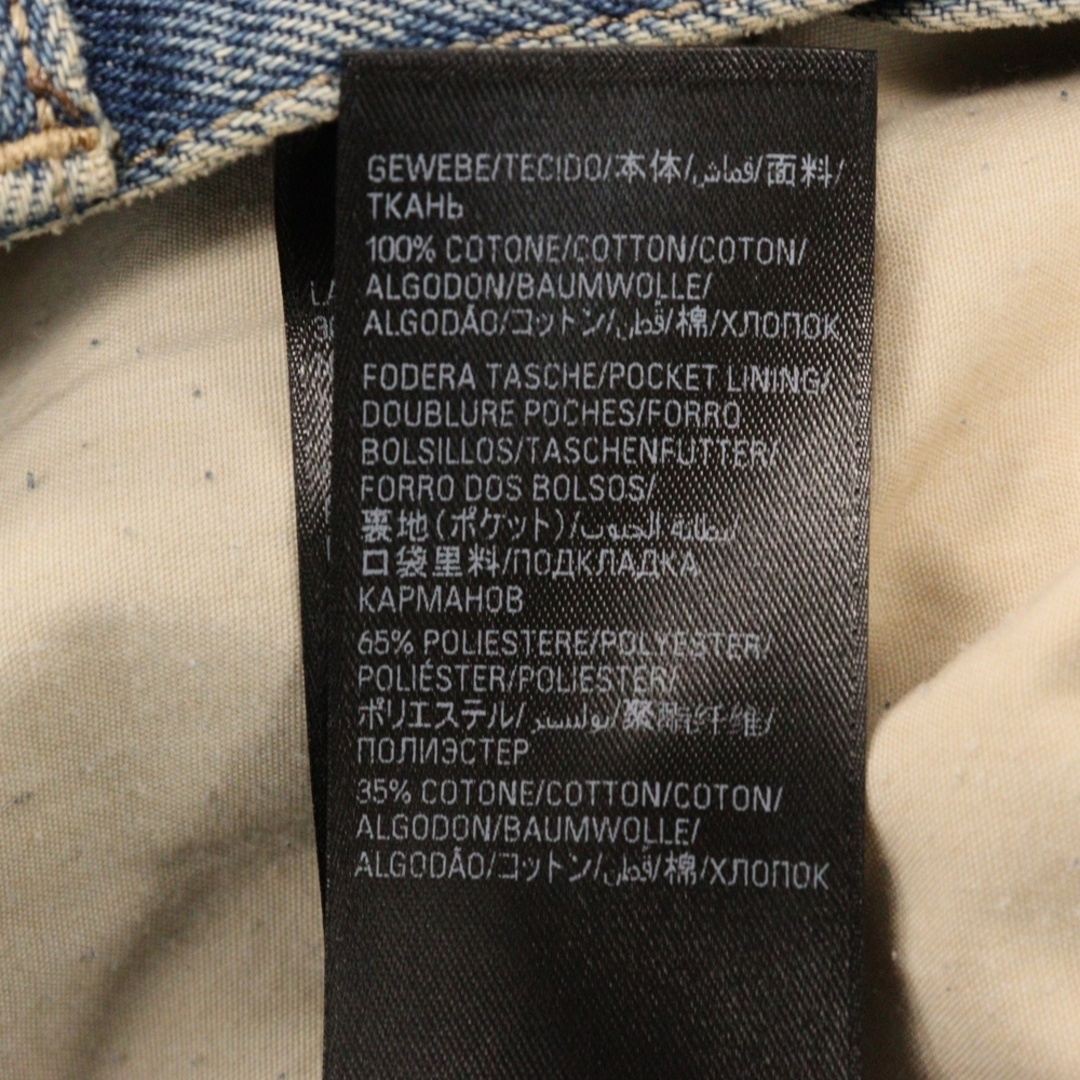 GEWEBE/TECIDO/本体/قماش/面料/
ТКАНЬ
100% COTONE/COTTON/COTON/
ALGODON/BAUMWOLLE/
ALGODÃO/コットン/قطن/棉/ХЛОПОК
FODERA TASCHE/POCKET LINING/
DOUBLURE POCHES/FORRO
BOLSILLOS/TASCHENFUTTER/
FORRO DOS BOLSOS/
裏地(ポケット)/بطانة الجيوب/
口袋里料/ПОДКЛАДКА
КАРМАНОВ
65% POLIESTERE/POLYESTER/
POLIÉSTER/POLIESTER/
ポリエステル/بوليستر/聚酯纤维/
ПОЛИЭСТЕР
35% COTONE/COTTON/COTON/
ALGODON/BAUMWOLLE/
ALGODÃO/コットン/قطن/棉/ХЛОПОК